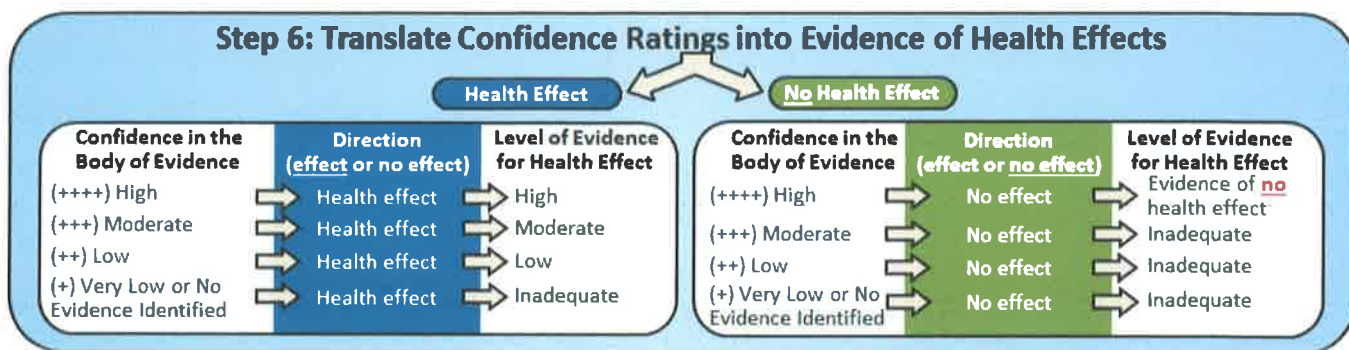 Step 6: Translate Confidence Ratings into Evidence of Health Effects
Health Effect
No Health Effect
Confidence in the
Body of Evidence
Direction
(effect or no effect)
Level of Evidence
for Health Effect
(++++) High
Health effect
High
(+++) Moderate
Health effect
Moderate
(++) Low
Health effect
Low
(+) Very Low or No
Evidence Identified
Health effect
Inadequate
Confidence in the
Body of Evidence
Direction
(effect or no effect)
Level of Evidence
for Health Effect
(++++) High
No effect
Evidence of no
health effect
(+++) Moderate
No effect
Inadequate
(++) Low
No effect
Inadequate
(+) Very Low or No
Evidence Identified
No effect
Inadequate